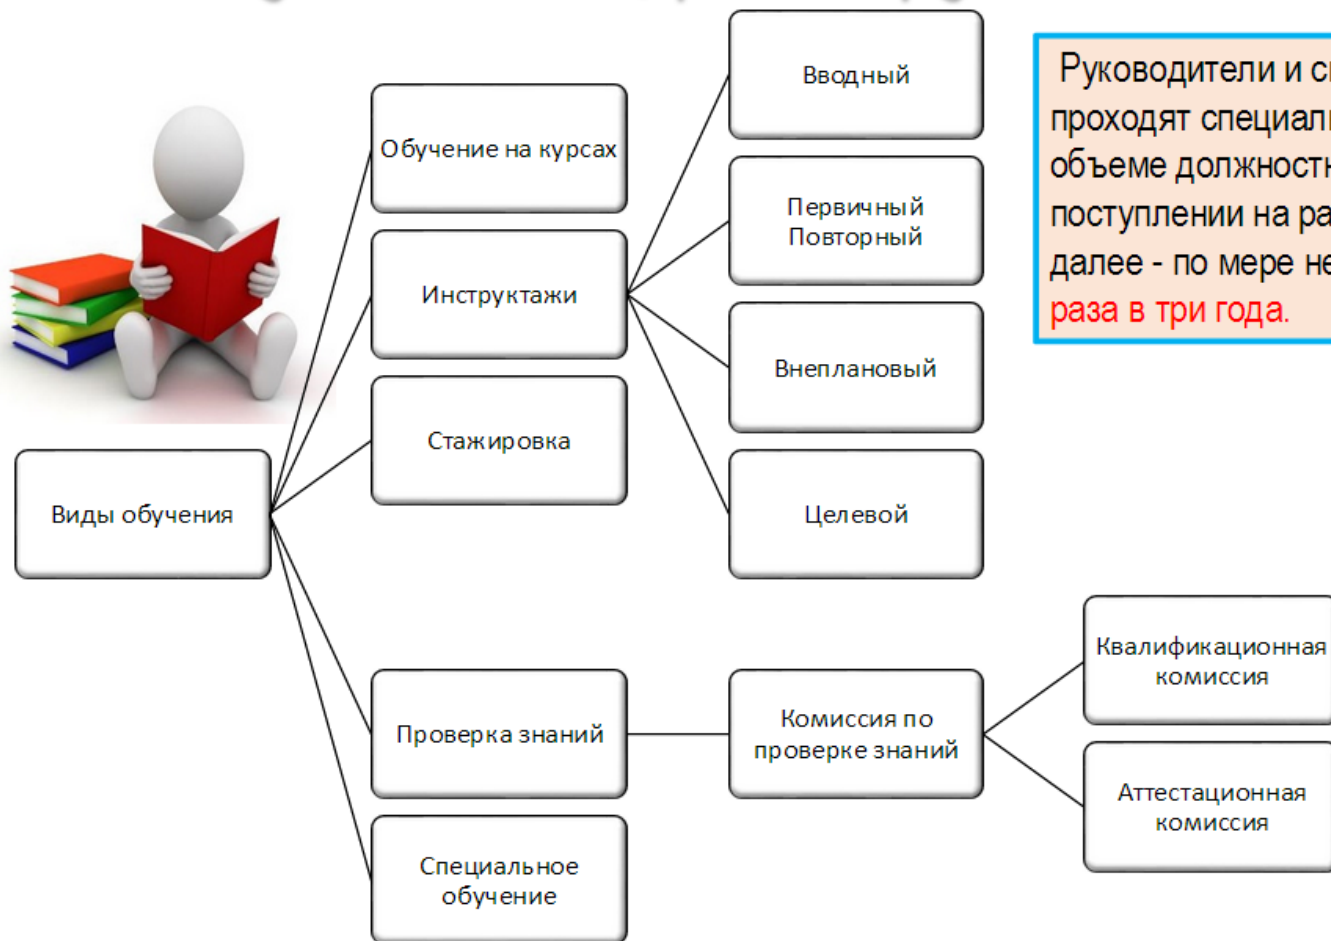 Обучение на курсах
Инструктажи
Стажировка
Виды обучения
Проверка знаний
Специальное
обучение
Вводный
Первичный
Повторный
Внеплановый
Целевой
Комиссия по
проверке знаний
Квалификационная
комиссия
Аттестационная
комиссия
Руководители и
проходят
объеме
поступлении на
далее - по мере
раза в три года.